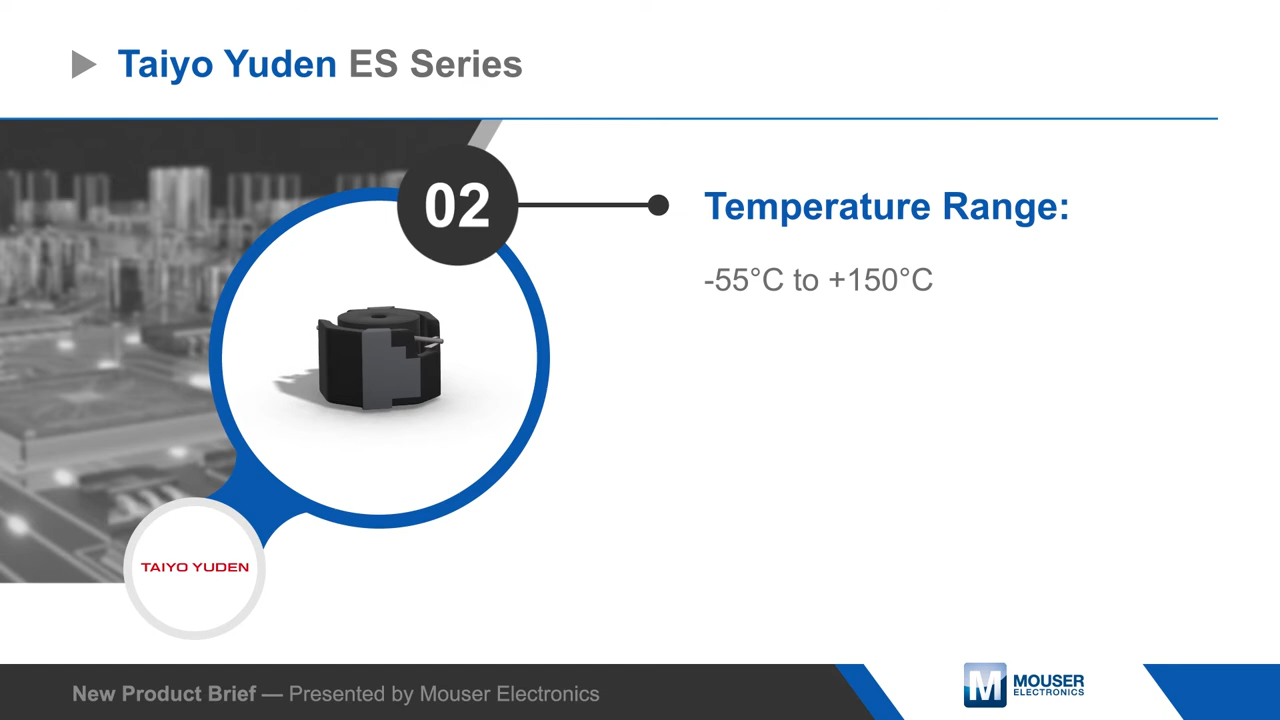 Taiyo Yuden ES Series
02
Temperature Range:
-55°C to +150°C
TAIYO YUDEN
New Product Brief — Presented by Mouser Electronics
M
MOUSER
ELECTRONICS